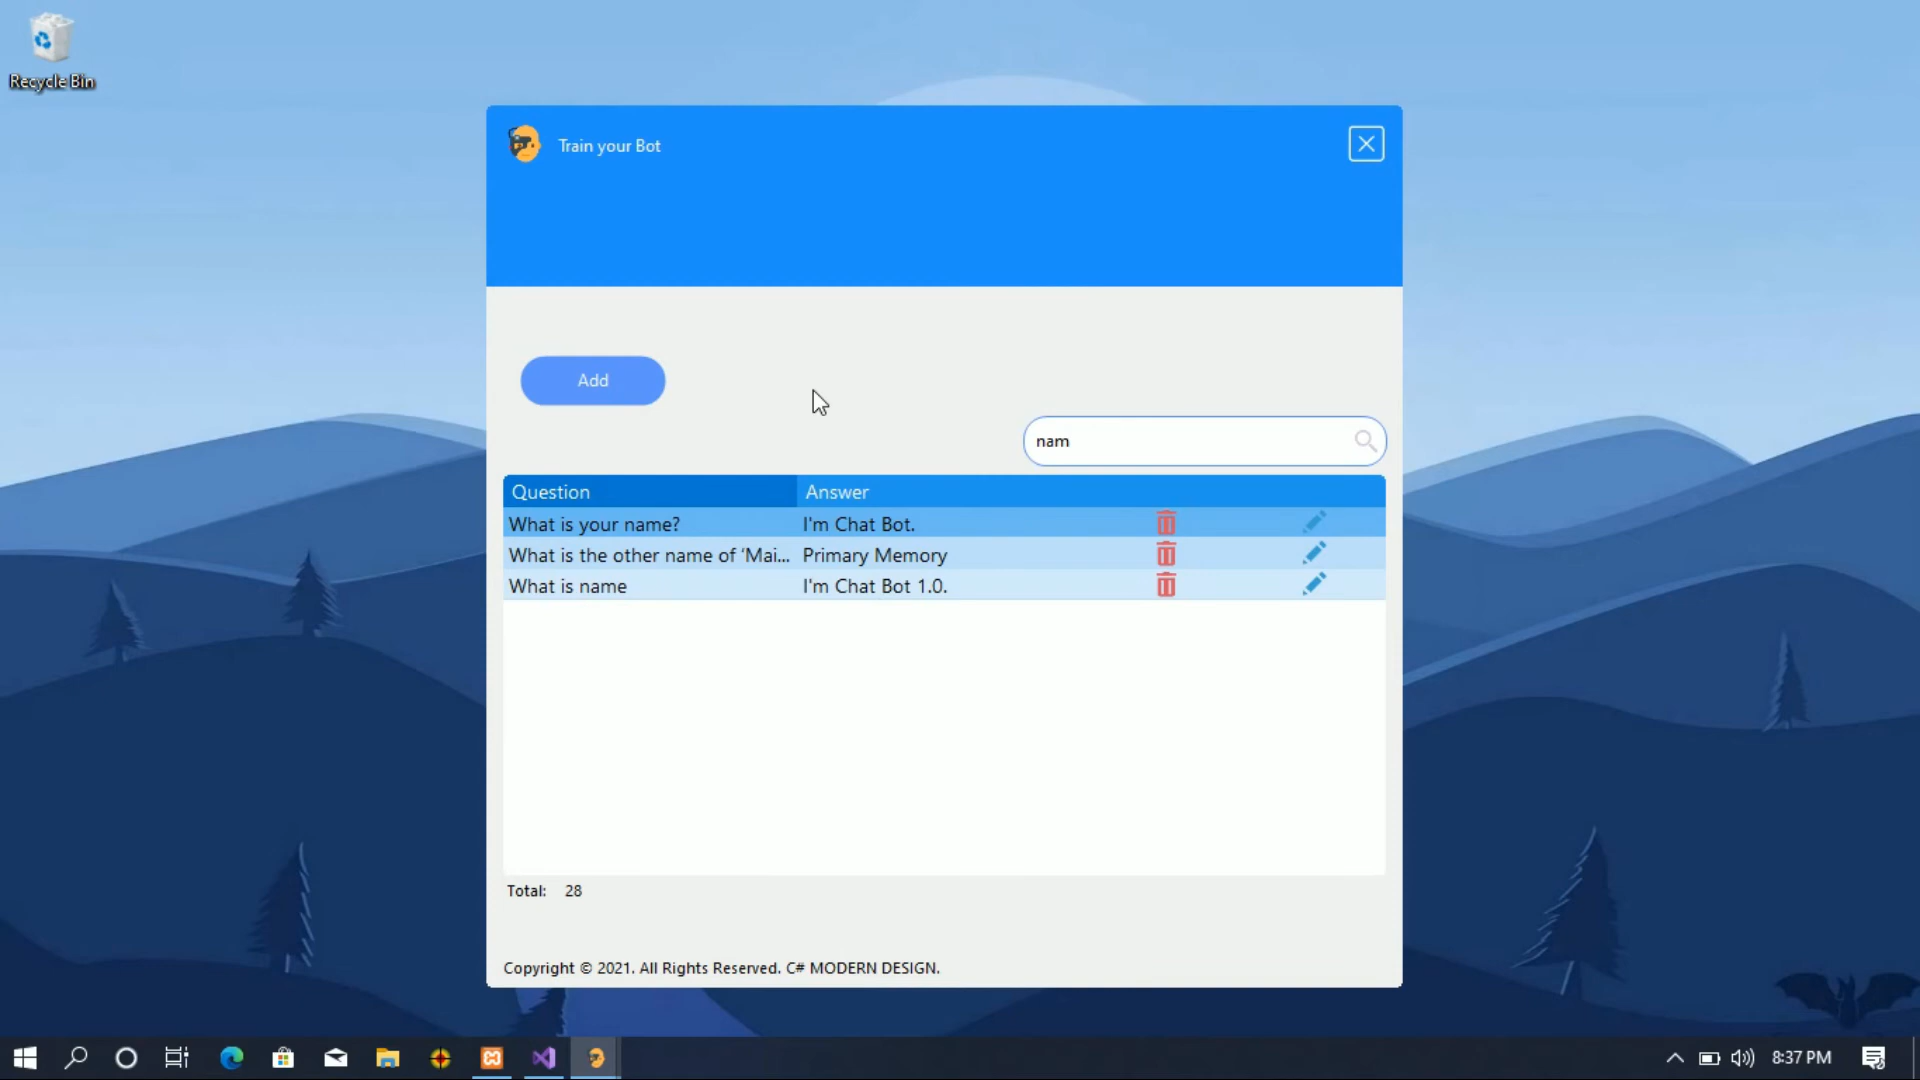 Recycle Bin
Train your Bot
Add
nam
Question Answer
What is your name? I'm Chat Bot.
What is the other name of ‘Mai... Primary Memory
What is name I'm Chat Bot 1.0.
Total: 28
Copyright © 2021. All Rights Reserved. C# MODERN DESIGN.
8:37 PM